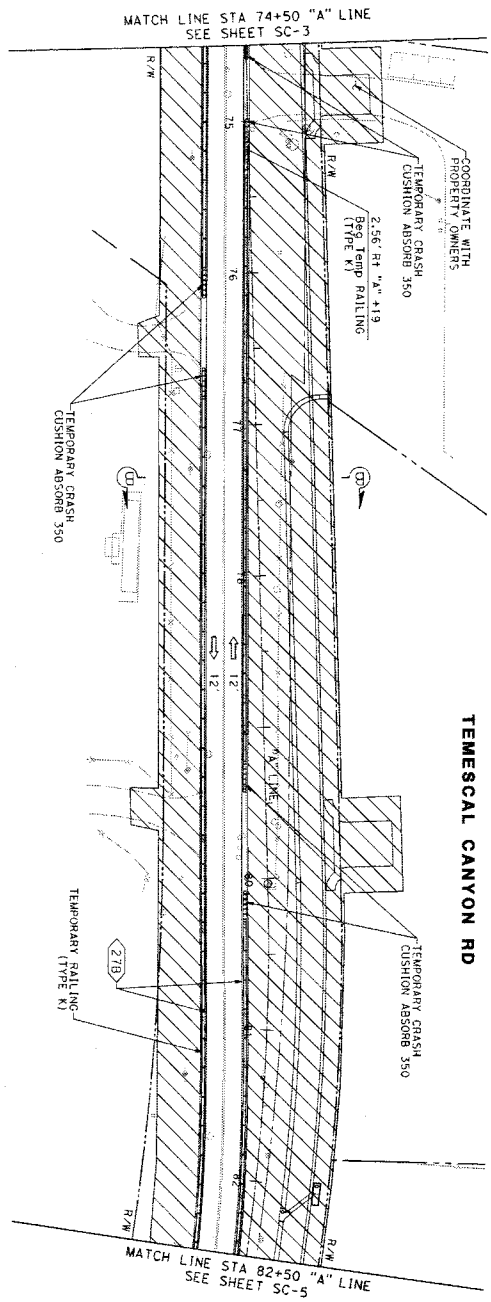 MATCH LINE STA 74+50 "A" LINE
SEE SHEET SC-3
R/W
R/W
COORDINATE WITH
PROPERTY OWNERS
TEMPORARY CRASH
CUSHION ABSORB 350
2.56' Rt "A" +19
Beg Temp RAILING
(TYPE K)
75
76
77
78
TEMPORARY CRASH
CUSHION ABSORB 350
B
B
12'
12'
TEMESCAL CANYON RD
"A" LINE
80
TEMPORARY CRASH
CUSHION ABSORB 350
27B
TEMPORARY RAILING
(TYPE K)
82
R/W
R/W
MATCH LINE STA 82+50 "A" LINE
SEE SHEET SC-5